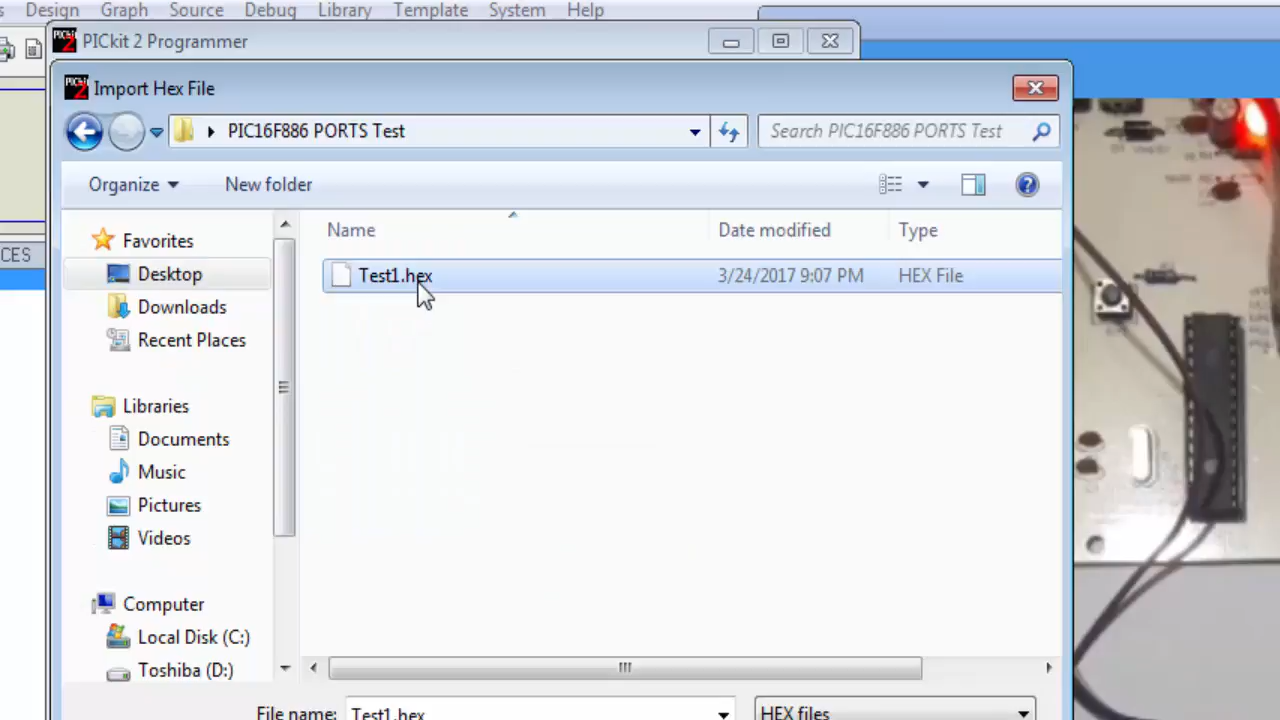 Design Graph Source Debug Library Template System Help
PICkit 2 Programmer
Import Hex File
PIC16F886 PORTS Test
Search PIC16F886 PORTS Test
Organize New folder
Name Date modified Type
Test1.hex 3/24/2017 9:07 PM HEX File
Favorites
Desktop
Downloads
Recent Places
Libraries
Documents
Music
Pictures
Videos
Computer
Local Disk (C:)
Toshiba (D:)
File name: Test1.hex HEX files
CES